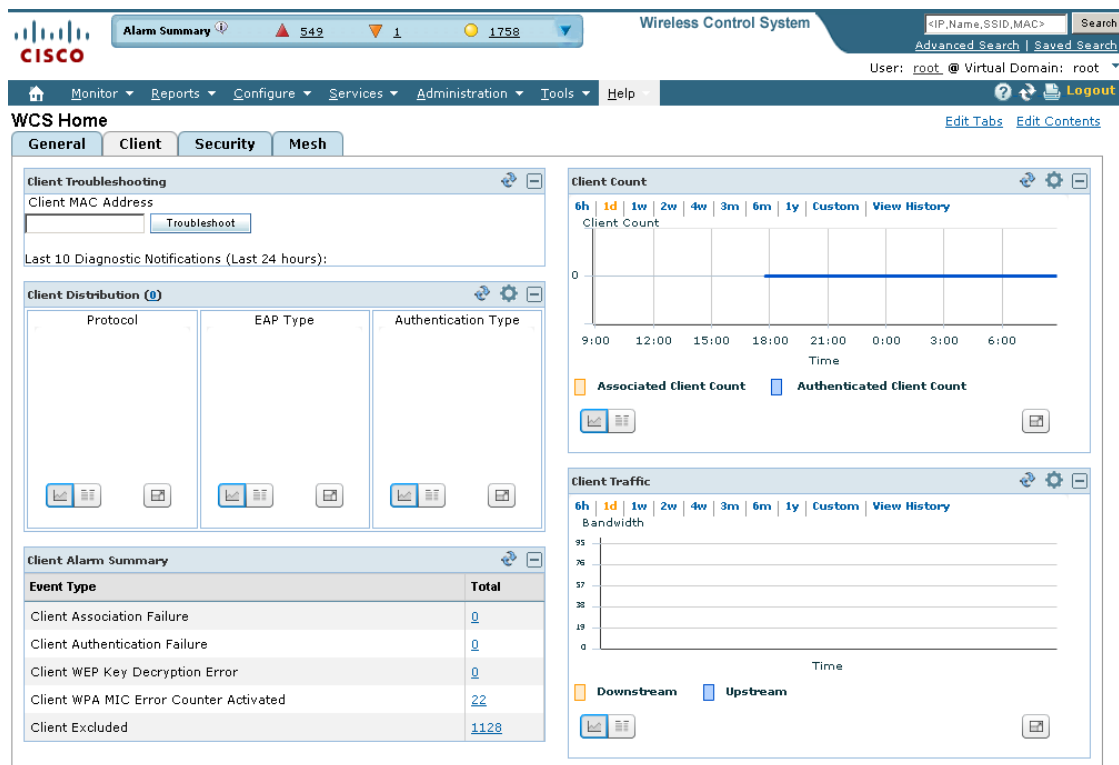 CISCO
Alarm Summary 549 1 1758
Wireless Control System
<IP,Name,SSID,MAC> Search
Advanced Search | Saved Search
User: root @ Virtual Domain: root
Monitor Reports Configure Services Administration Tools Help Logout
WCS Home
Edit Tabs Edit Contents
General Client Security Mesh
Client Troubleshooting
Client MAC Address
Troubleshoot
Last 10 Diagnostic Notifications (Last 24 hours):
Client Distribution (0)
Protocol EAP Type Authentication Type
Client Alarm Summary
Event Type Total
Client Association Failure 0
Client Authentication Failure 0
Client WEP Key Decryption Error 0
Client WPA MIC Error Counter Activated 22
Client Excluded 1128
Client Count
6h | 1d | 1w | 2w | 4w | 3m | 6m | 1y | Custom | View History
Client Count
0
9:00 12:00 15:00 18:00 21:00 0:00 3:00 6:00
Time
Associated Client Count Authenticated Client Count
Client Traffic
6h | 1d | 1w | 2w | 4w | 3m | 6m | 1y | Custom | View History
Bandwidth
95
76
57
38
19
0
Time
Downstream Upstream